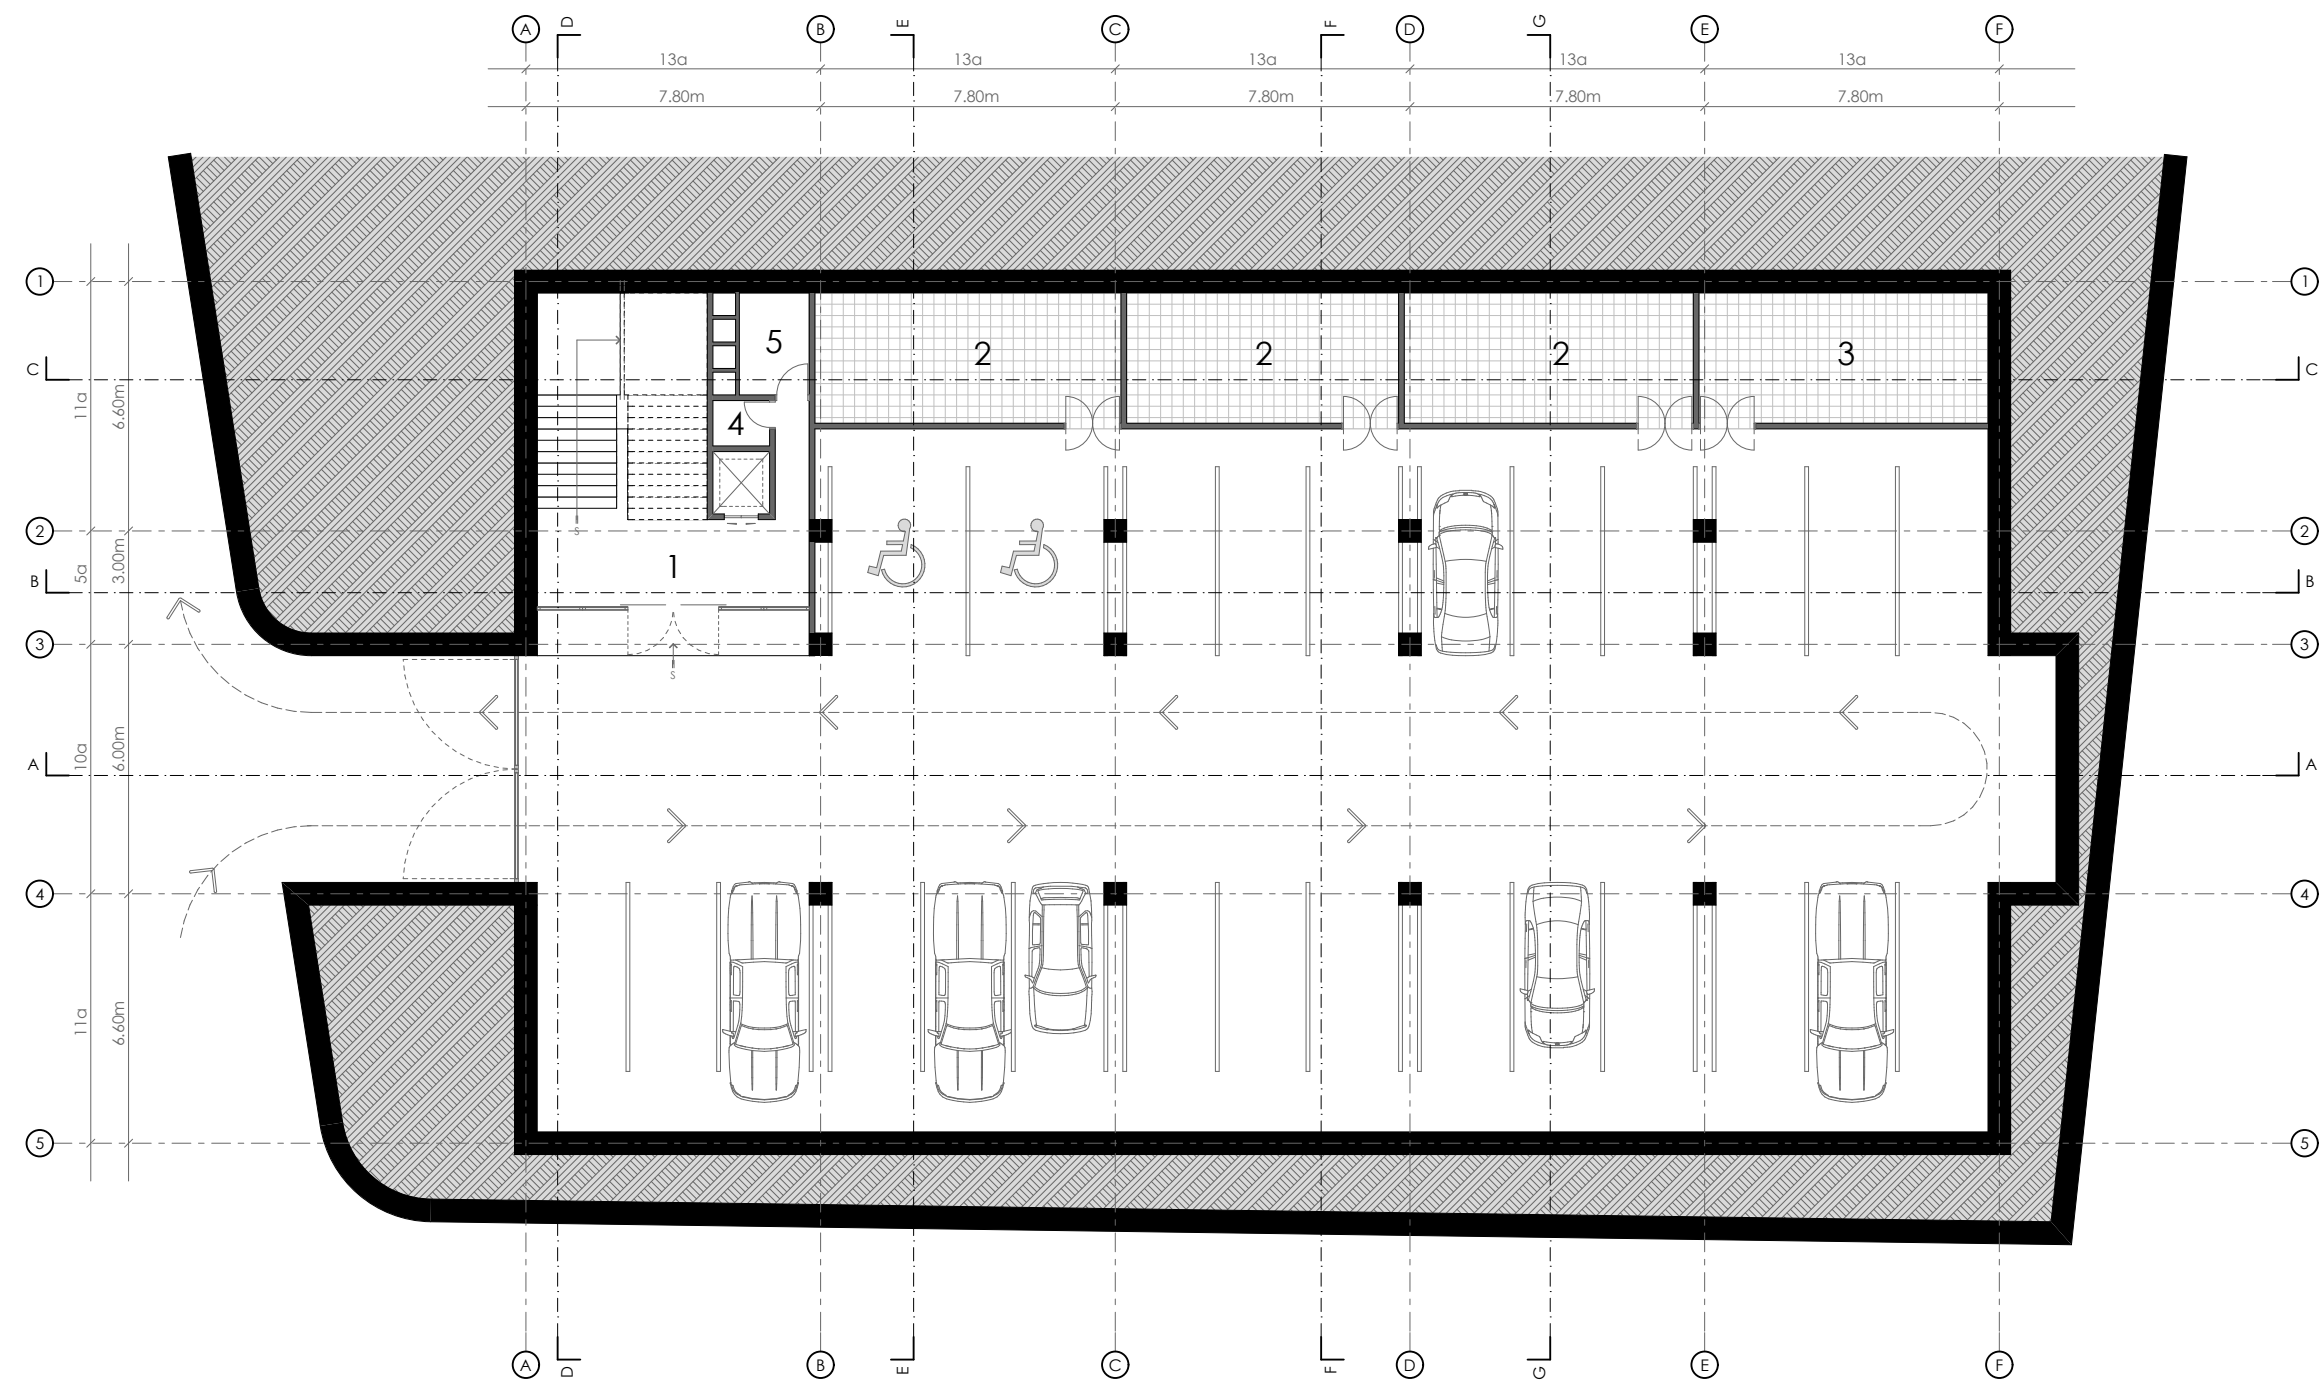 A D B E C F D G E F
13a 13a 13a 13a 13a
7.80m 7.80m 7.80m 7.80m 7.80m
1 1
5
2 2 2 3
C C
11a 6.60m
4
2 S 2
5a 3.00m
1
B B
3 3
S
10a 6.00m
A A
4 4
11a 6.60m
5 5
A D B E C F D G E F